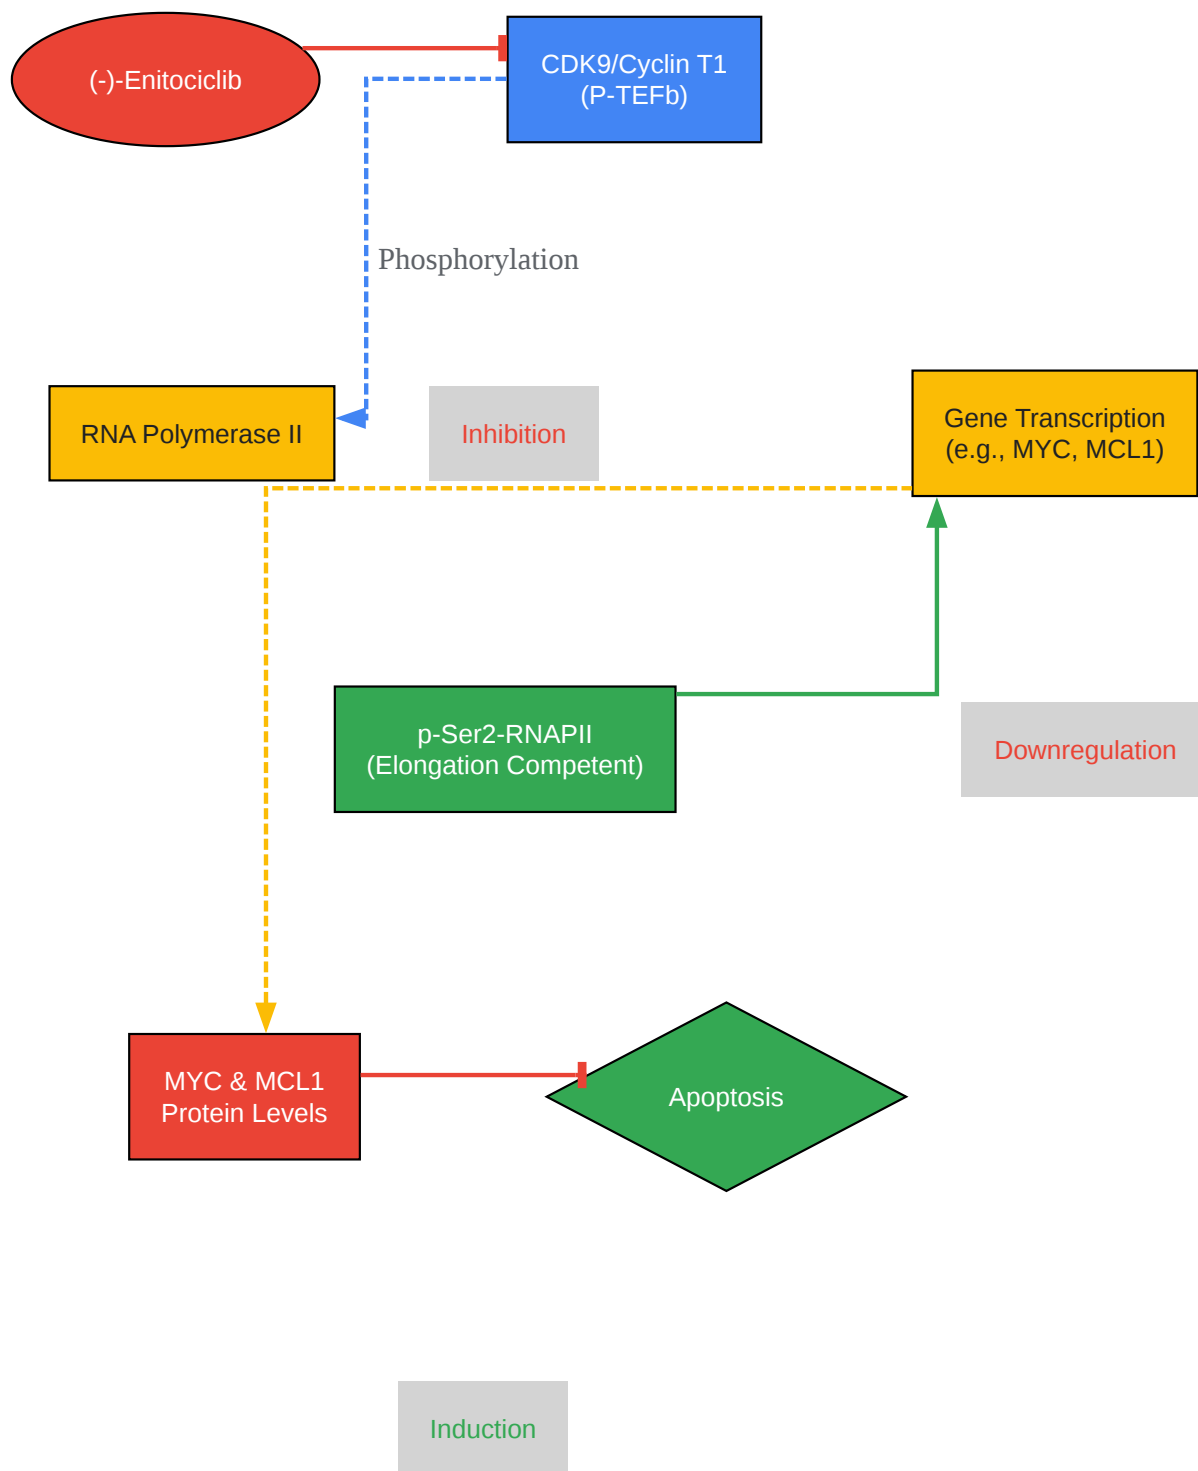 (-)-Enitociclib
CDK9/Cyclin T1
(P-TEFb)
Phosphorylation
RNA Polymerase II
Inhibition
Gene Transcription
(e.g., MYC, MCL1)
p-Ser2-RNAPII
(Elongation Competent)
Downregulation
MYC & MCL1
Protein Levels
Apoptosis
Induction